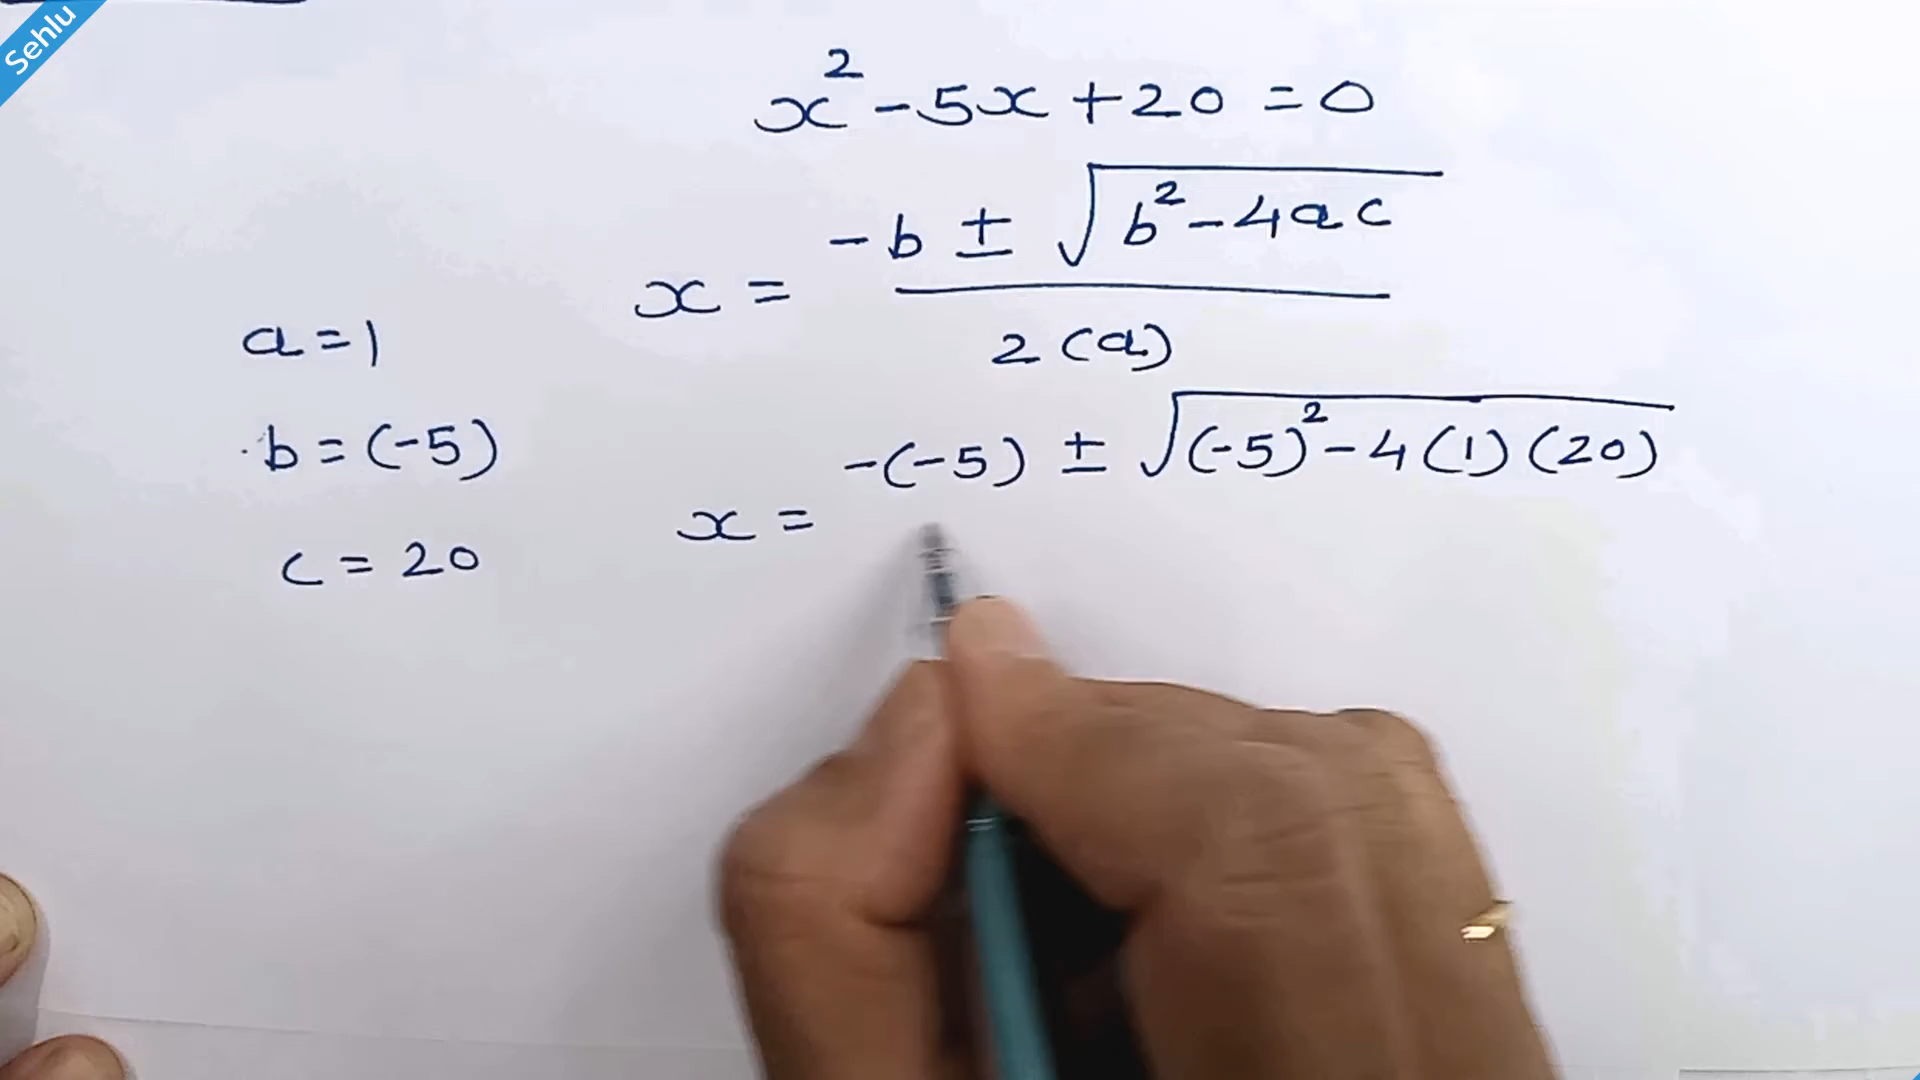 Sehlu
x² - 5x + 20 = 0
x = -b ± √b² - 4ac / 2(a)
a = 1
b = (-5)
c = 20
x = -(-5) ± √(-5)² - 4(1)(20)